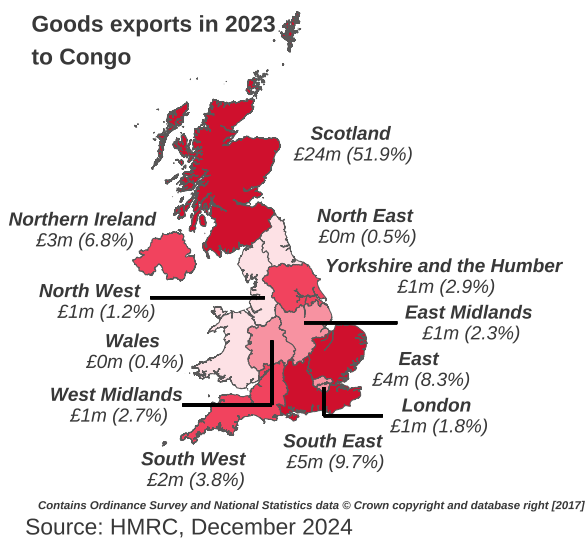 Goods exports in 2023
to Congo
Scotland
£24m (51.9%)
Northern Ireland
£3m (6.8%)
North East
£0m (0.5%)
Yorkshire and the Humber
£1m (2.9%)
North West
£1m (1.2%)
East Midlands
£1m (2.3%)
Wales
£0m (0.4%)
East
£4m (8.3%)
West Midlands
£1m (2.7%)
London
£1m (1.8%)
South East
£5m (9.7%)
South West
£2m (3.8%)
Contains Ordinance Survey and National Statistics data © Crown copyright and database right [2017]
Source: HMRC, December 2024